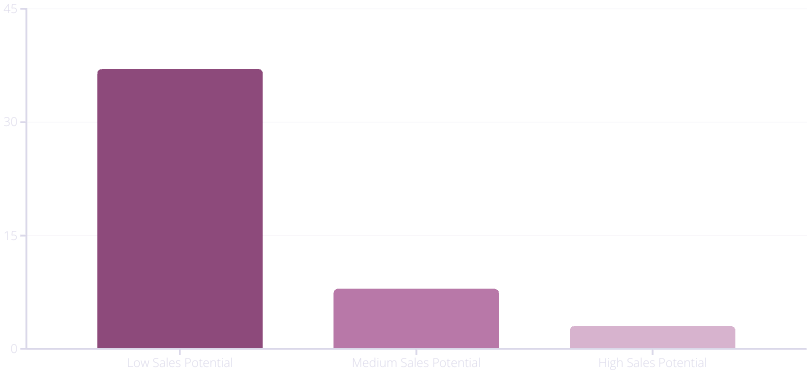 45
30
15
0
Low Sales Potential
Medium Sales Potential
High Sales Potential